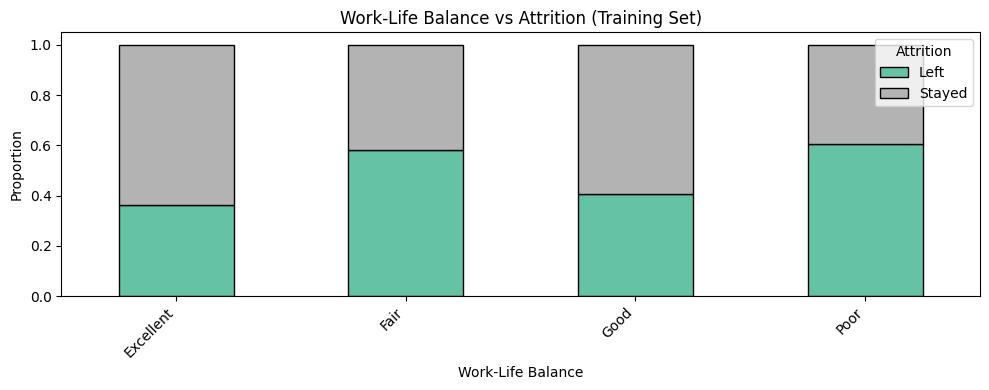 Work-Life Balance vs Attrition (Training Set)
Attrition
Left
Stayed
Proportion
1.0
0.8
0.6
0.4
0.2
0.0
Excellent
Fair
Good
Poor
Work-Life Balance